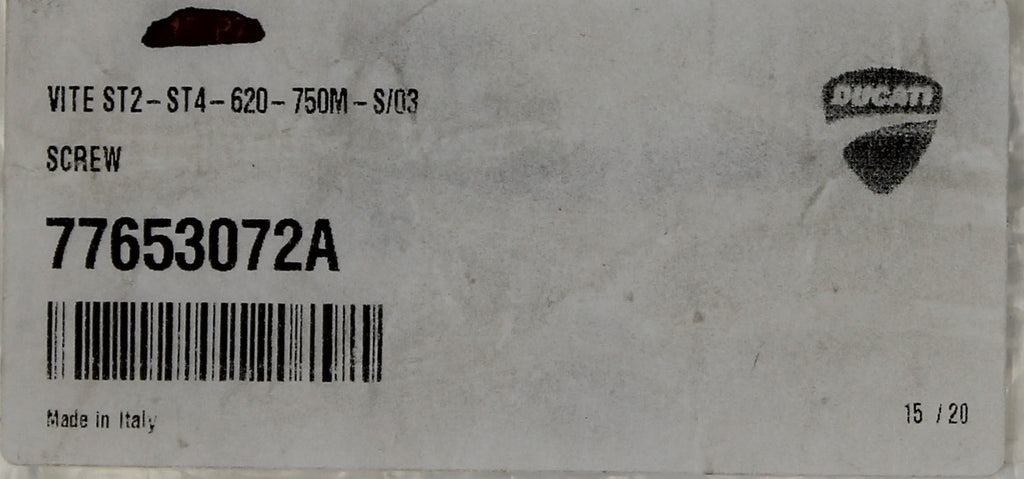 VITE ST2-ST4-620-750M-S/03
DUCATI
SCREW
77653072A
Made in Italy
15 / 20